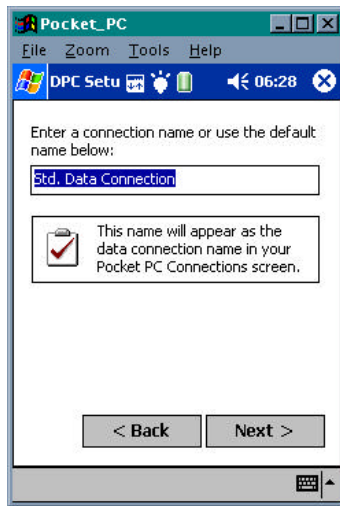 Pocket_PC
File Zoom Tools Help
DPC Setu 06:28
Enter a connection name or use the default
name below:
Std. Data Connection
This name will appear as the
data connection name in your
Pocket PC Connections screen.
< Back Next >